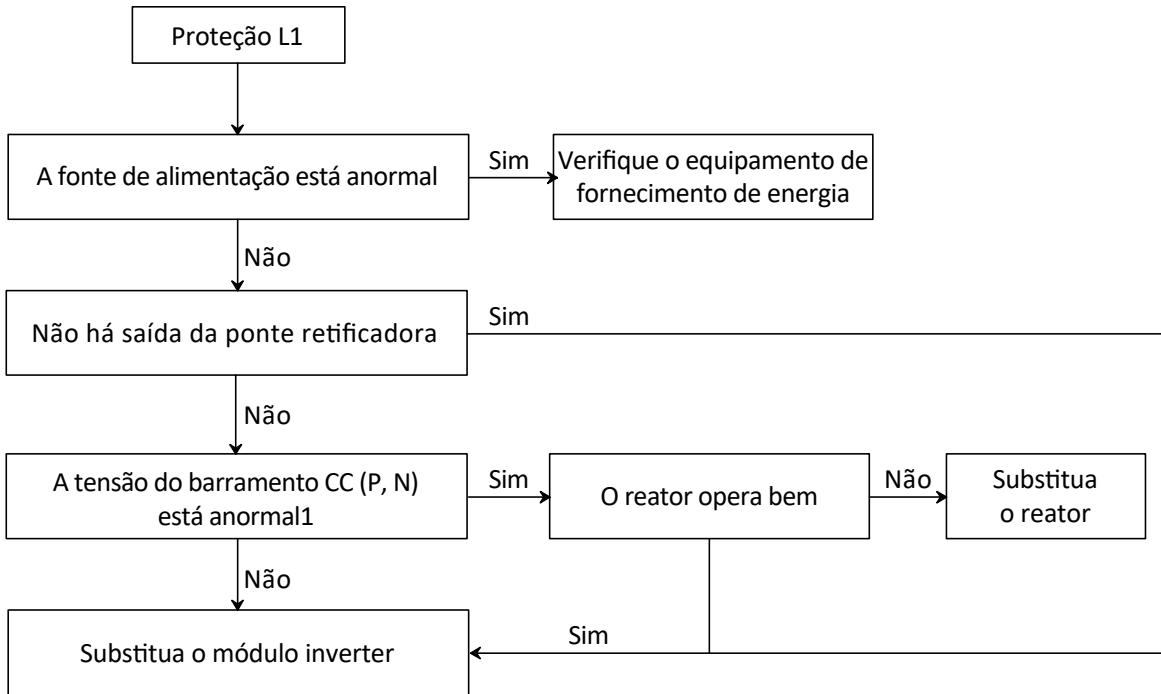 Proteção L1
A fonte de alimentação está anormal
Sim
Verifique o equipamento de
fornecimento de energia
Não
Não há saída da ponte retificadora
Sim
Não
A tensão do barramento CC (P, N)
está anormal1
Sim
O reator opera bem
Não
Substitua
o reator
Não
Sim
Substitua o módulo inverter